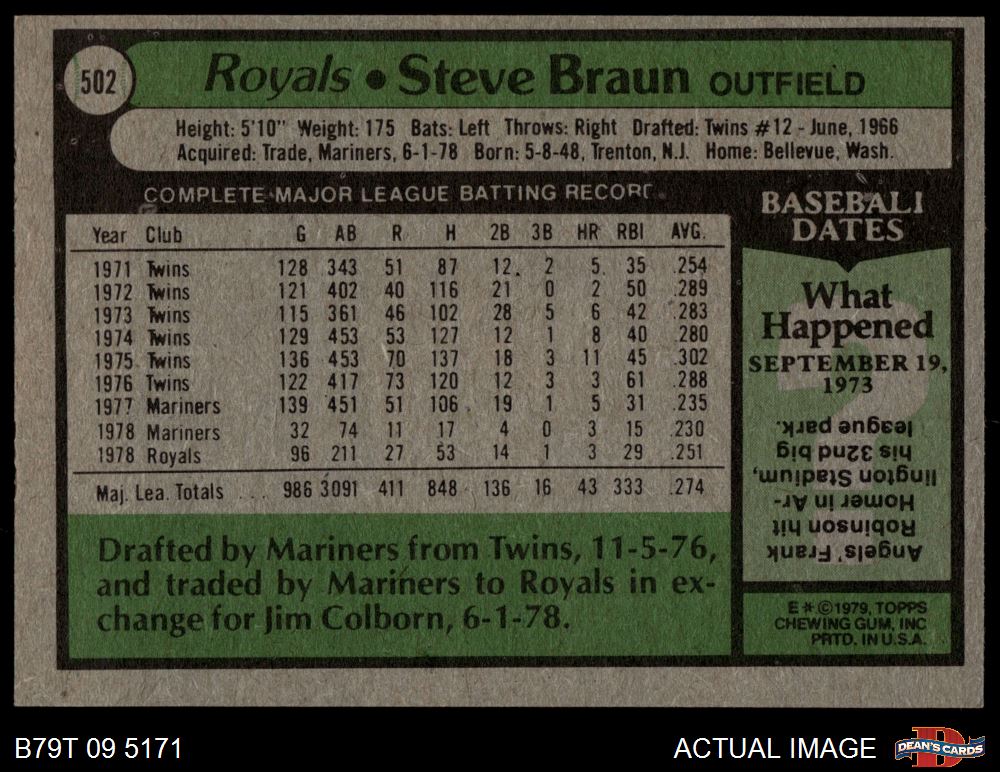 502
Royals • Steve Braun OUTFIELD
Height: 5'10" Weight: 175 Bats: Left Throws: Right Drafted: Twins #12 - June, 1966
Acquired: Trade, Mariners, 6-1-78 Born: 5-8-48, Trenton, N.J. Home: Bellevue, Wash.
COMPLETE MAJOR LEAGUE BATTING RECORD
Year Club G AB R H 2B 3B HR RBI AVG.
1971 Twins 128 343 51 87 12 2 5 35 .254
1972 Twins 121 402 40 116 21 0 2 50 .289
1973 Twins 115 361 46 102 28 5 6 42 .283
1974 Twins 129 453 53 127 12 1 8 40 .280
1975 Twins 136 453 70 137 18 3 11 45 .302
1976 Twins 122 417 73 120 12 3 3 61 .288
1977 Mariners 139 451 51 106 19 1 5 31 .235
1978 Mariners 32 74 11 17 4 0 3 15 .230
1978 Royals 96 211 27 53 14 1 3 29 .251
Maj. Lea. Totals ... 986 3091 411 848 136 16 43 333 .274
Drafted by Mariners from Twins, 11-5-76,
and traded by Mariners to Royals in ex-
change for Jim Colborn, 6-1-78.
BASEBALL
DATES
What
Happened
SEPTEMBER 19,
1973
?
Angels' Frank
Robinson hit
Homer in Ar-
lington Stadium,
his 32nd big
league park.
E * © 1979, TOPPS
CHEWING GUM, INC
PRTD. IN U.S.A.
B79T 09 5171
ACTUAL IMAGE
D
DEAN'S CARDS